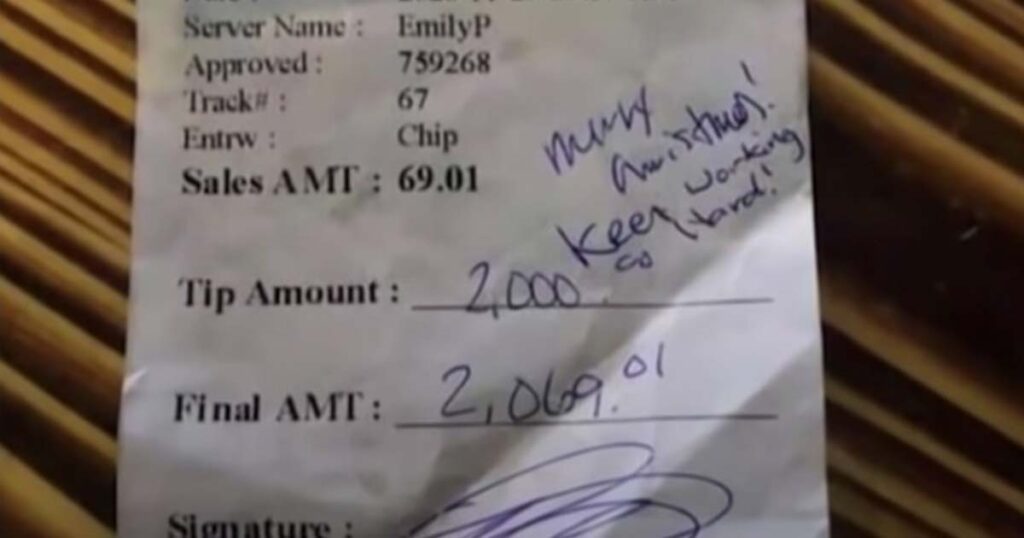 Server Name : EmilyP
Approved : 759268
Track# : 67
Entrw : Chip
Sales AMT : 69.01
Merry
Christmas!
Keep working
hard!
Tip Amount : 2,000.00
Final AMT : 2,069.01
Signature :